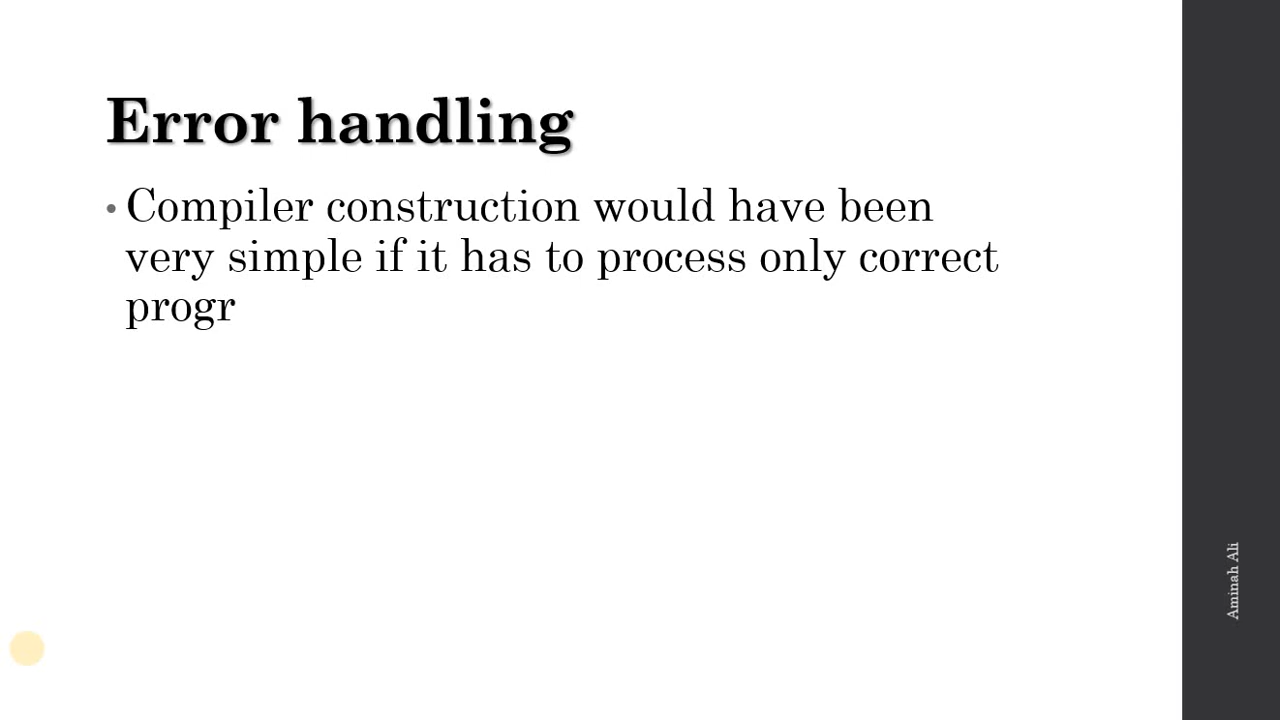 Error handling
• Compiler construction would have been
very simple if it has to process only correct
progr
Aminah Ali